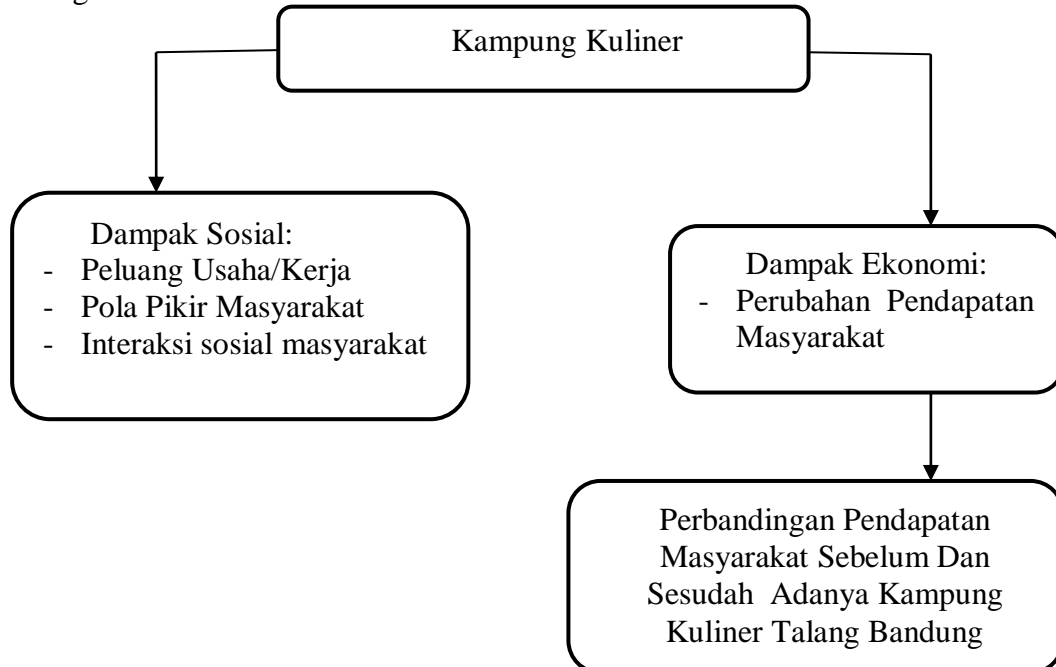 Kampung Kuliner
Dampak Sosial:
- Peluang Usaha/Kerja
- Pola Pikir Masyarakat
- Interaksi sosial masyarakat
Dampak Ekonomi:
- Perubahan Pendapatan
Masyarakat
Perbandingan Pendapatan
Masyarakat Sebelum Dan
Sesudah Adanya Kampung
Kuliner Talang Bandung